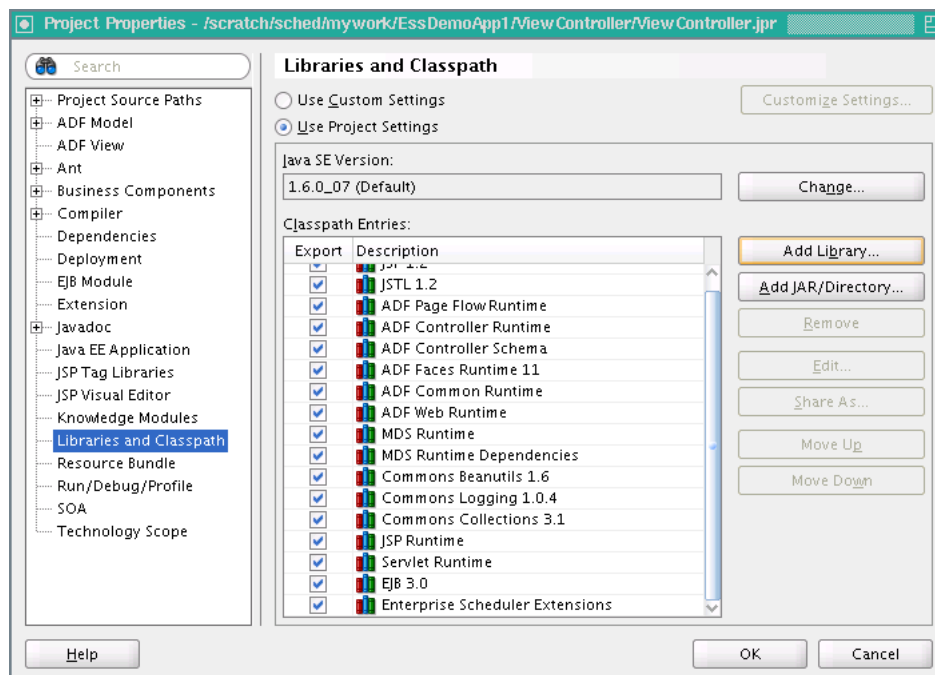 Project Properties - /scratch/sched/mywork/EssDemoApp1/ViewController/ViewController.jpr
Search
Project Source Paths
ADF Model
ADF View
Ant
Business Components
Compiler
Dependencies
Deployment
EJB Module
Extension
Javadoc
Java EE Application
JSP Tag Libraries
JSP Visual Editor
Knowledge Modules
Libraries and Classpath
Resource Bundle
Run/Debug/Profile
SOA
Technology Scope
Libraries and Classpath
Use Custom Settings
Customize Settings...
Use Project Settings
Java SE Version:
1.6.0_07 (Default)
Change...
Classpath Entries:
Export Description
JSP 1.2
JSTL 1.2
ADF Page Flow Runtime
ADF Controller Runtime
ADF Controller Schema
ADF Faces Runtime 11
ADF Common Runtime
ADF Web Runtime
MDS Runtime
MDS Runtime Dependencies
Commons Beanutils 1.6
Commons Logging 1.0.4
Commons Collections 3.1
JSP Runtime
Servlet Runtime
EJB 3.0
Enterprise Scheduler Extensions
Add Library...
Add JAR/Directory...
Remove
Edit...
Share As...
Move Up
Move Down
Help
OK
Cancel